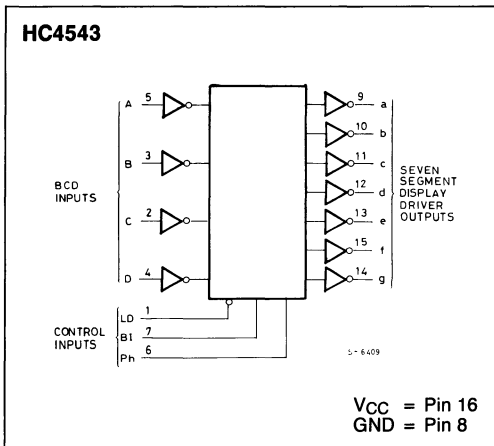 HC4543
A 5
B 3
C 2
D 4
BCD
INPUTS
9 a
10 b
11 c
12 d
13 e
15 f
14 g
SEVEN
SEGMENT
DISPLAY
DRIVER
OUTPUTS
CONTROL
INPUTS
LD 1
BI 7
Ph 6
S-6409
VCC = Pin 16
GND = Pin 8